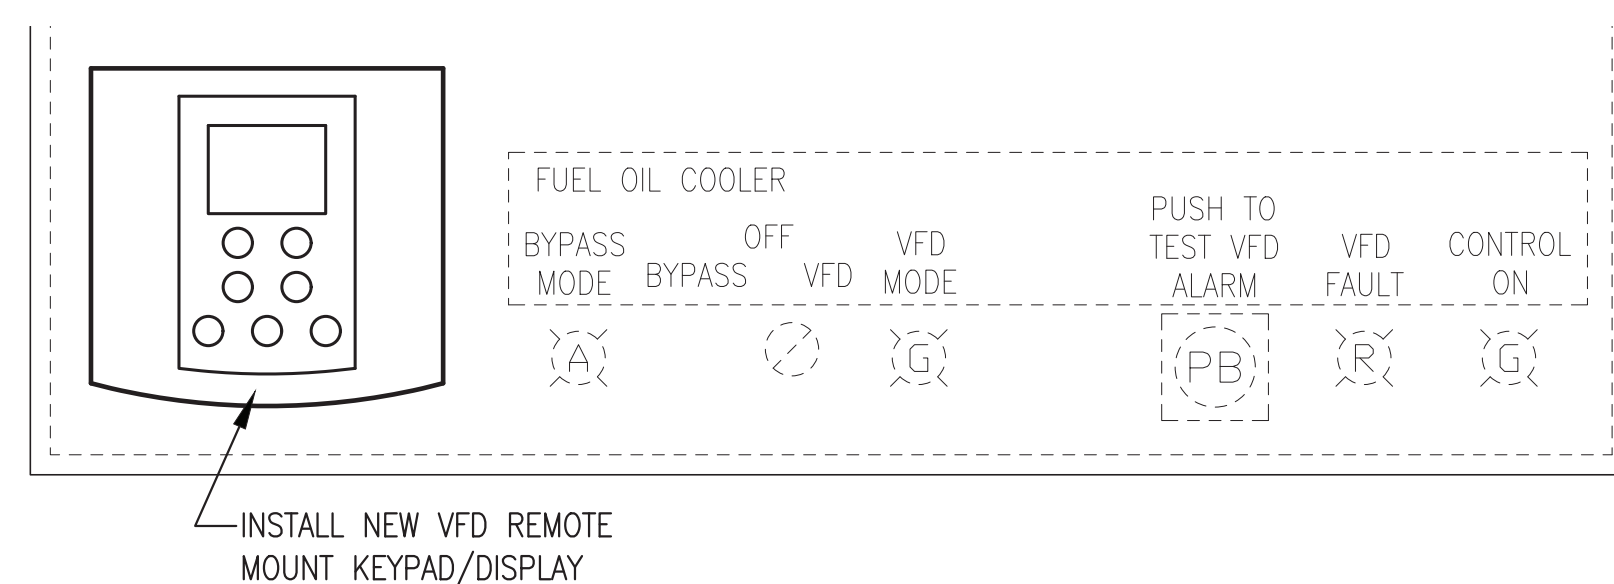 FUEL OIL COOLER
BYPASS
MODE
BYPASS
OFF
VFD
VFD
MODE
PUSH TO
TEST VFD
ALARM
VFD
FAULT
CONTROL
ON
A
G
PB
R
G
INSTALL NEW VFD REMOTE
MOUNT KEYPAD/DISPLAY